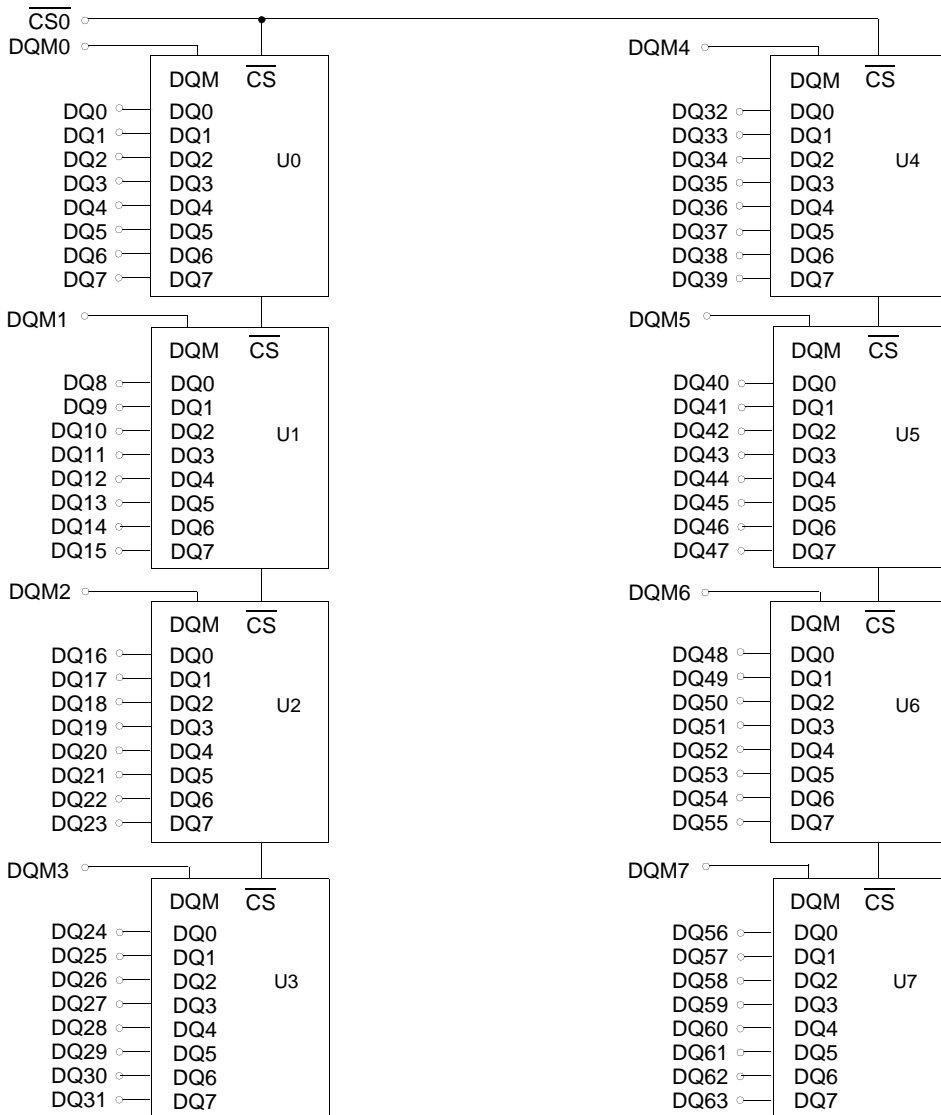 CS0
DQM0
DQM CS
DQ0 DQ0
DQ1 DQ1
DQ2 DQ2 U0
DQ3 DQ3
DQ4 DQ4
DQ5 DQ5
DQ6 DQ6
DQ7 DQ7
DQM1
DQM CS
DQ8 DQ0
DQ9 DQ1
DQ10 DQ2 U1
DQ11 DQ3
DQ12 DQ4
DQ13 DQ5
DQ14 DQ6
DQ15 DQ7
DQM2
DQM CS
DQ16 DQ0
DQ17 DQ1
DQ18 DQ2 U2
DQ19 DQ3
DQ20 DQ4
DQ21 DQ5
DQ22 DQ6
DQ23 DQ7
DQM3
DQM CS
DQ24 DQ0
DQ25 DQ1
DQ26 DQ2 U3
DQ27 DQ3
DQ28 DQ4
DQ29 DQ5
DQ30 DQ6
DQ31 DQ7
DQM4
DQM CS
DQ32 DQ0
DQ33 DQ1
DQ34 DQ2 U4
DQ35 DQ3
DQ36 DQ4
DQ37 DQ5
DQ38 DQ6
DQ39 DQ7
DQM5
DQM CS
DQ40 DQ0
DQ41 DQ1
DQ42 DQ2 U5
DQ43 DQ3
DQ44 DQ4
DQ45 DQ5
DQ46 DQ6
DQ47 DQ7
DQM6
DQM CS
DQ48 DQ0
DQ49 DQ1
DQ50 DQ2 U6
DQ51 DQ3
DQ52 DQ4
DQ53 DQ5
DQ54 DQ6
DQ55 DQ7
DQM7
DQM CS
DQ56 DQ0
DQ57 DQ1
DQ58 DQ2 U7
DQ59 DQ3
DQ60 DQ4
DQ61 DQ5
DQ62 DQ6
DQ63 DQ7